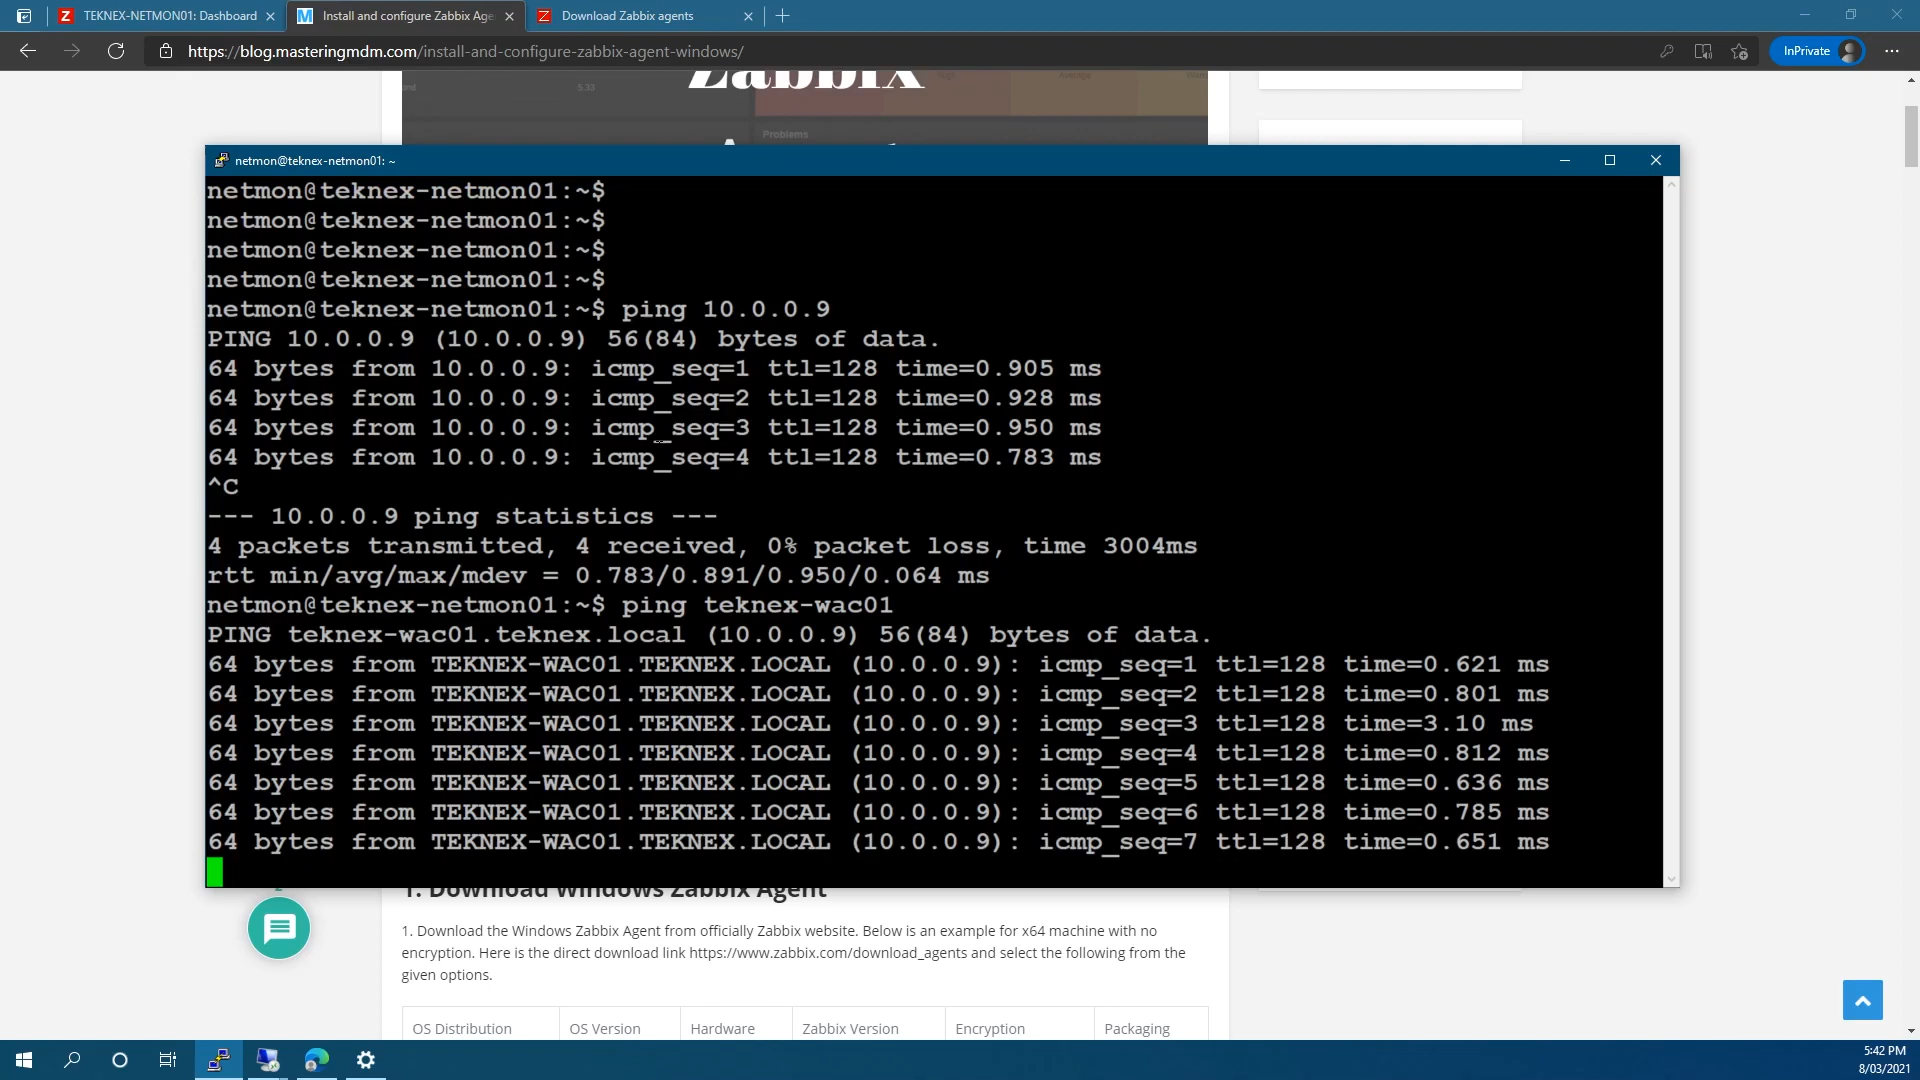 TEKNEX-NETMON01: Dashboard
Install and configure Zabbix Age
Download Zabbix agents
https://blog.masteringmdm.com/install-and-configure-zabbix-agent-windows/
InPrivate
Zabbix
5.33
High
Average
Problems
netmon@teknex-netmon01: ~
netmon@teknex-netmon01:~$
netmon@teknex-netmon01:~$
netmon@teknex-netmon01:~$
netmon@teknex-netmon01:~$
netmon@teknex-netmon01:~$ ping 10.0.0.9
PING 10.0.0.9 (10.0.0.9) 56(84) bytes of data.
64 bytes from 10.0.0.9: icmp_seq=1 ttl=128 time=0.905 ms
64 bytes from 10.0.0.9: icmp_seq=2 ttl=128 time=0.928 ms
64 bytes from 10.0.0.9: icmp_seq=3 ttl=128 time=0.950 ms
64 bytes from 10.0.0.9: icmp_seq=4 ttl=128 time=0.783 ms
^C
--- 10.0.0.9 ping statistics ---
4 packets transmitted, 4 received, 0% packet loss, time 3004ms
rtt min/avg/max/mdev = 0.783/0.891/0.950/0.064 ms
netmon@teknex-netmon01:~$ ping teknex-wac01
PING teknex-wac01.teknex.local (10.0.0.9) 56(84) bytes of data.
64 bytes from TEKNEX-WAC01.TEKNEX.LOCAL (10.0.0.9): icmp_seq=1 ttl=128 time=0.621 ms
64 bytes from TEKNEX-WAC01.TEKNEX.LOCAL (10.0.0.9): icmp_seq=2 ttl=128 time=0.801 ms
64 bytes from TEKNEX-WAC01.TEKNEX.LOCAL (10.0.0.9): icmp_seq=3 ttl=128 time=3.10 ms
64 bytes from TEKNEX-WAC01.TEKNEX.LOCAL (10.0.0.9): icmp_seq=4 ttl=128 time=0.812 ms
64 bytes from TEKNEX-WAC01.TEKNEX.LOCAL (10.0.0.9): icmp_seq=5 ttl=128 time=0.636 ms
64 bytes from TEKNEX-WAC01.TEKNEX.LOCAL (10.0.0.9): icmp_seq=6 ttl=128 time=0.785 ms
64 bytes from TEKNEX-WAC01.TEKNEX.LOCAL (10.0.0.9): icmp_seq=7 ttl=128 time=0.651 ms
1. Download Windows Zabbix Agent
1. Download the Windows Zabbix Agent from officially Zabbix website. Below is an example for x64 machine with no
encryption. Here is the direct download link https://www.zabbix.com/download_agents and select the following from the
given options.
OS Distribution OS Version Hardware Zabbix Version Encryption Packaging
5:42 PM
8/03/2021